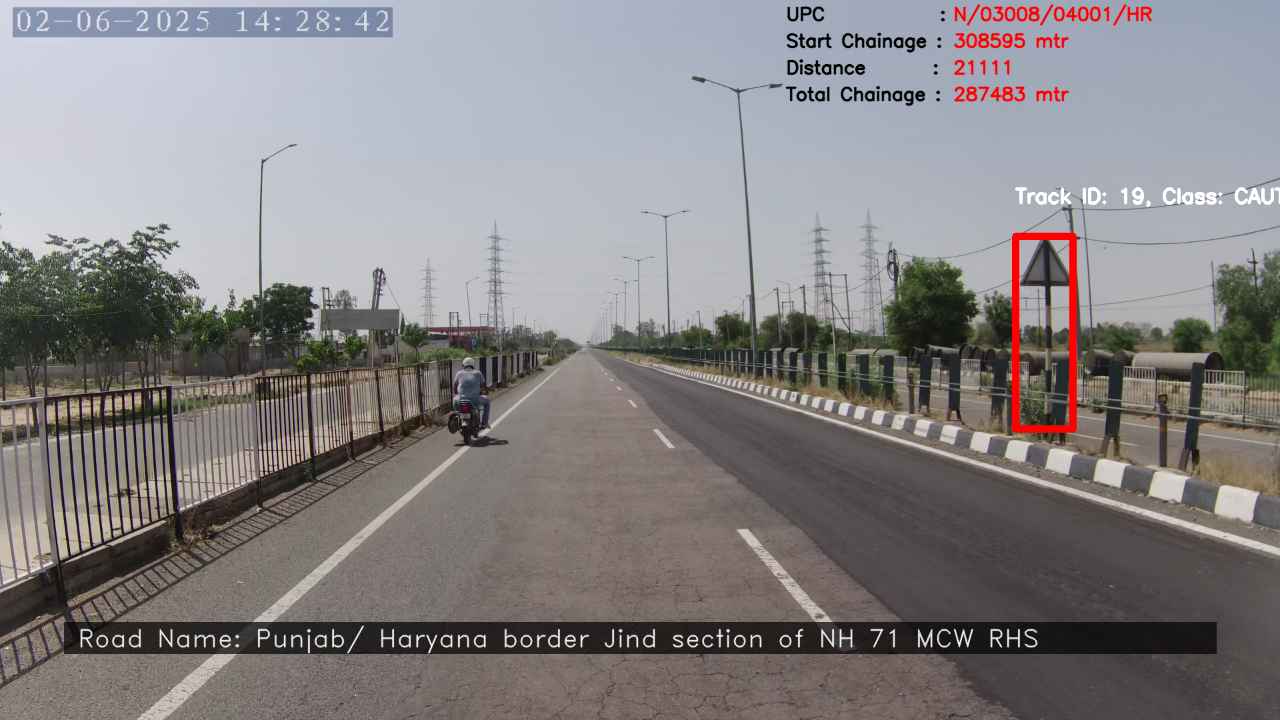 02-06-2025 14:28:42
UPC : N/03008/04001/HR
Start Chainage : 308595 mtr
Distance : 21111
Total Chainage : 287483 mtr
Track ID: 19, Class: CAUT
Road Name: Punjab/ Haryana border Jind section of NH 71 MCW RHS